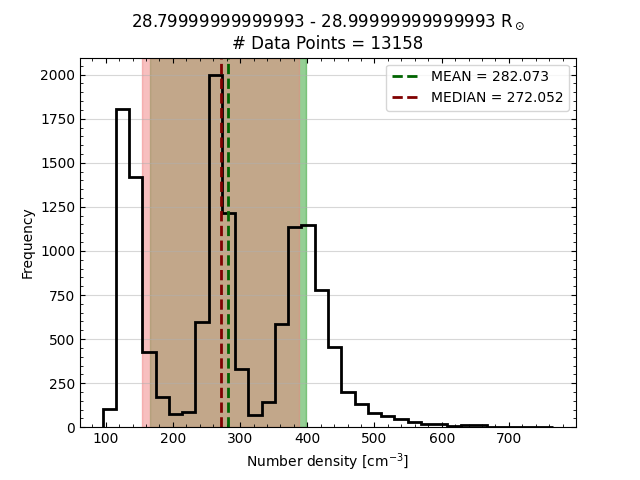 28.79999999999993 - 28.99999999999993 R⊙
# Data Points = 13158
MEAN = 282.073
MEDIAN = 272.052
2000
1750
1500
1250
1000
750
500
250
0
Frequency
100 200 300 400 500 600 700
Number density [cm⁻³]